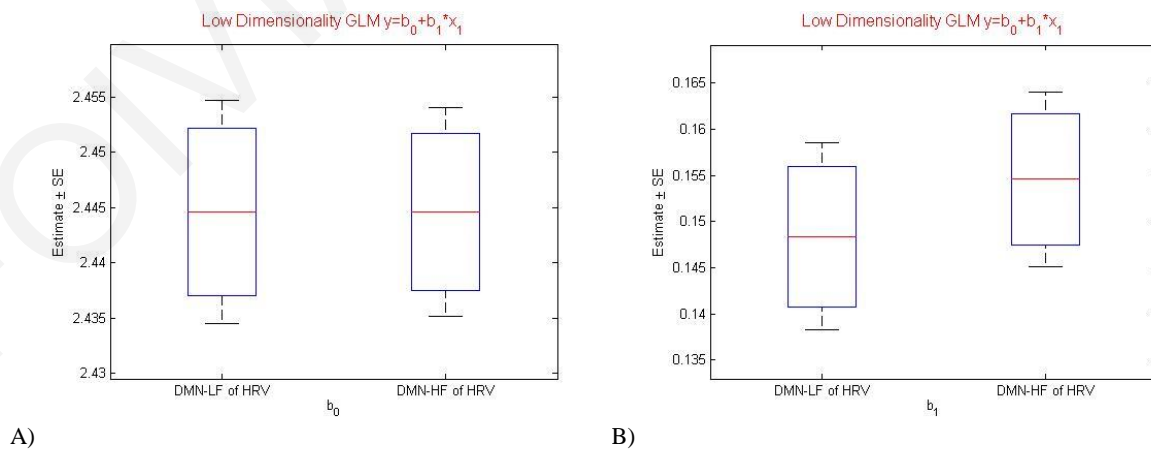 Low Dimensionality GLM y=b0+b1*x1
2.455
2.45
2.445
2.44
2.435
2.43
Estimate ± SE
DMN-LF of HRV DMN-HF of HRV
b0
A)
Low Dimensionality GLM y=b0+b1*x1
0.165
0.16
0.155
0.15
0.145
0.14
0.135
Estimate ± SE
DMN-LF of HRV DMN-HF of HRV
b1
B)